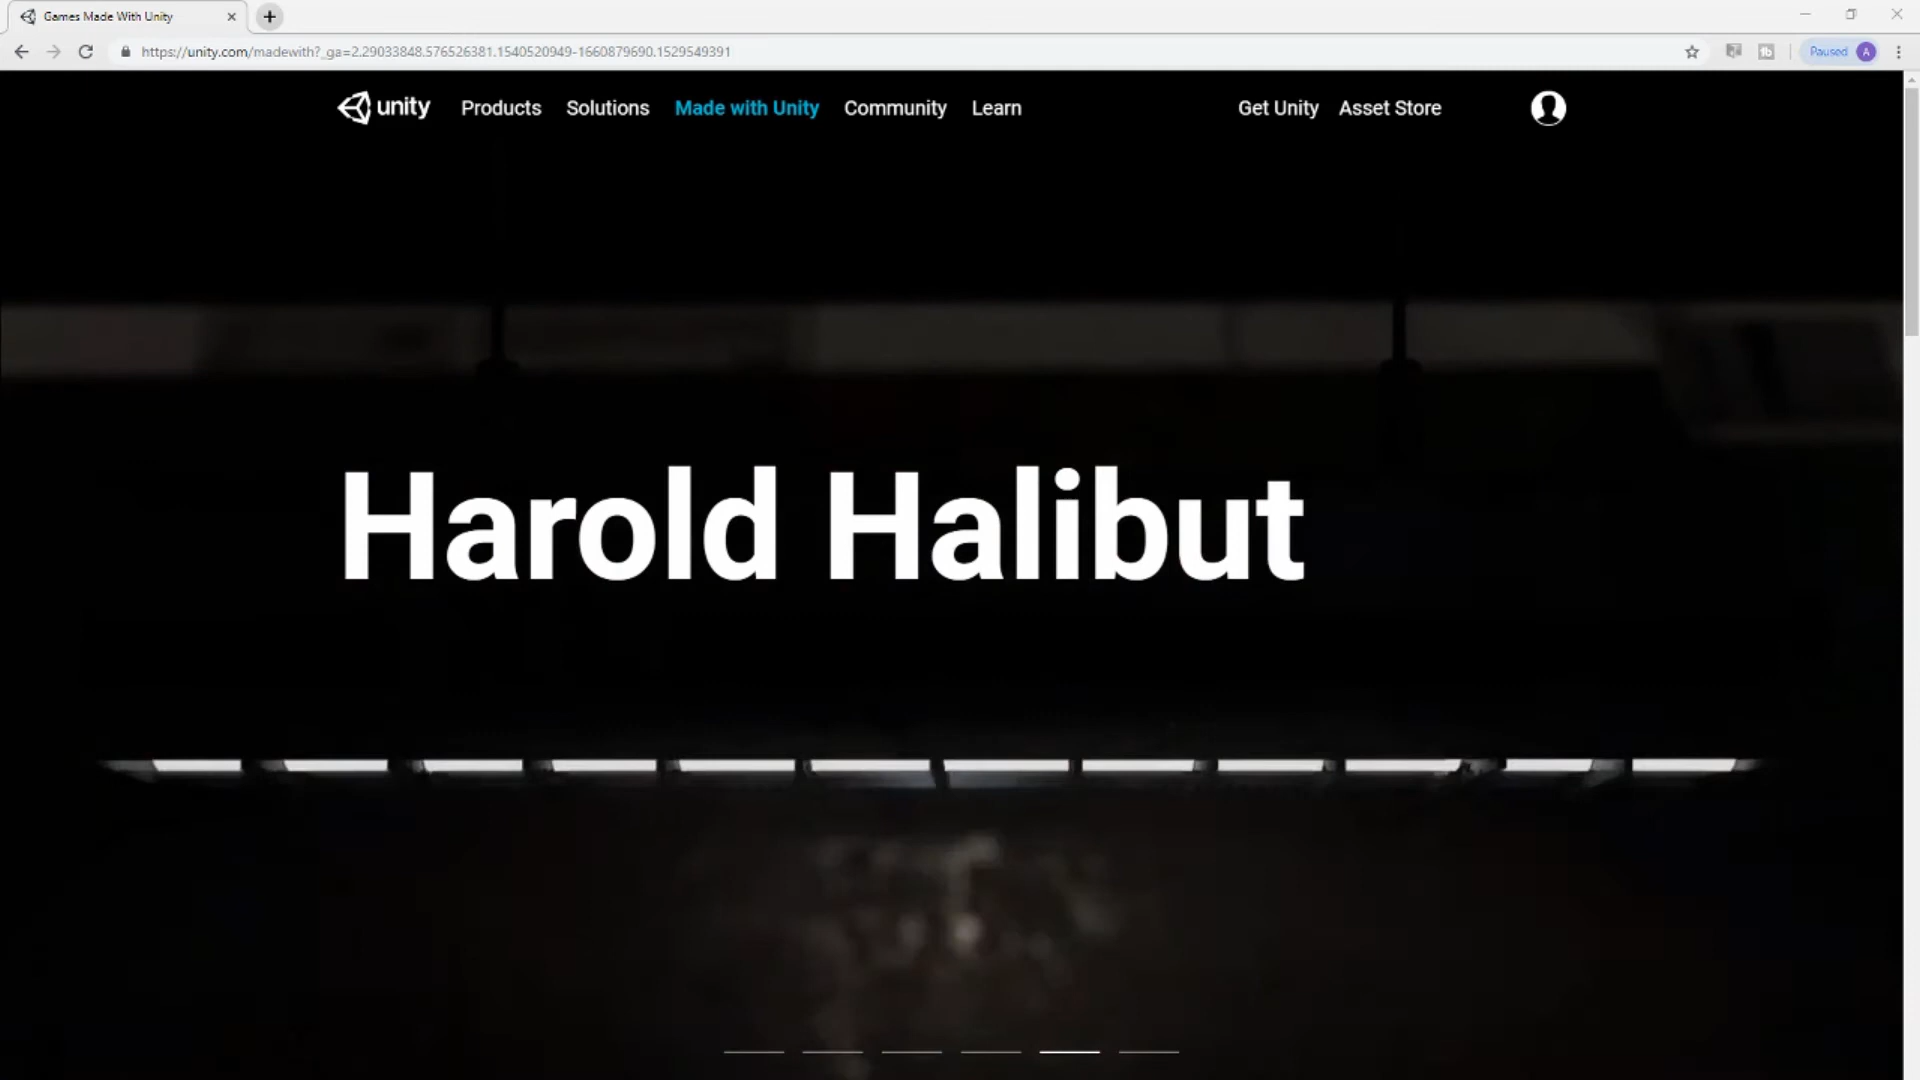 Games Made With Unity
https://unity.com/madewith?_ga=2.29033848.576526381.1540520949-1660879690.1529549391
Paused A
unity Products Solutions Made with Unity Community Learn Get Unity Asset Store
Harold Halibut